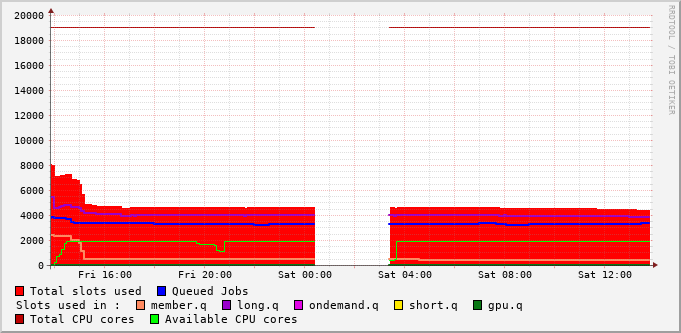 20000
18000
16000
14000
12000
10000
8000
6000
4000
2000
0
Fri 16:00 Fri 20:00 Sat 00:00 Sat 04:00 Sat 08:00 Sat 12:00
Total slots used Queued Jobs
Slots used in : member.q long.q ondemand.q short.q gpu.q
Total CPU cores Available CPU cores
RRDTOOL / TOBI OETIKER